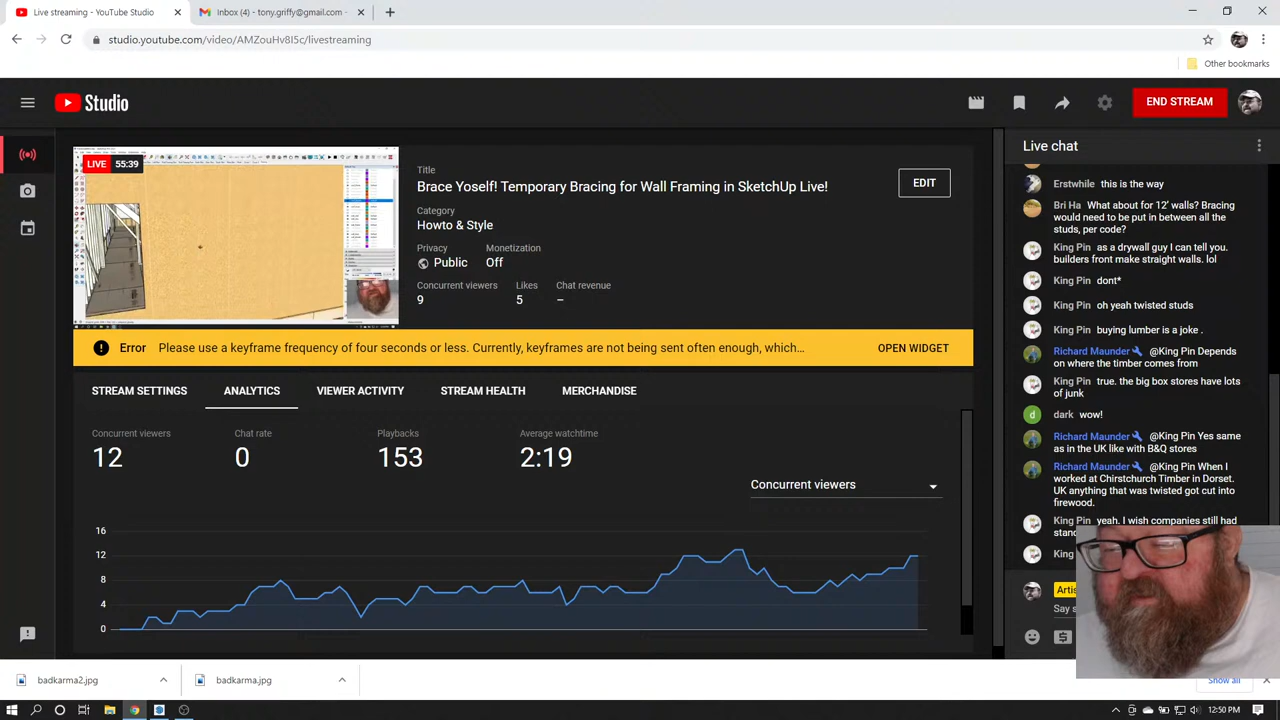 Live streaming - YouTube Studio
Inbox (4) - tony.griffy@gmail.com -
studio.youtube.com/video/AMZouHv8I5c/livestreaming
Other bookmarks
Studio
END STREAM
LIVE 55:39
Title
Brace Yoself! Temporary Bracing for Wall Framing in SketchUp Live!
EDIT
Category
Howto & Style
Privacy
Monetization
Public
Off
Concurrent viewers
Likes
Chat revenue
9
5
–
Error Please use a keyframe frequency of four seconds or less. Currently, keyframes are not being sent often enough, which...
OPEN WIDGET
STREAM SETTINGS
ANALYTICS
VIEWER ACTIVITY
STREAM HEALTH
MERCHANDISE
Concurrent viewers
Chat rate
Playbacks
Average watchtime
12
0
153
2:19
Concurrent viewers
16
12
8
4
0
Live chat
Erstwhile this is the way
What about for 12' walls? Bracing
would need to be put in between all the
as, per code?
King Pin as a drywall guy I can tell you.
builders front make straight walls. lol
King Pin dont*
King Pin oh yeah twisted studs
King Pin buying lumber is a joke .
Richard Maunder @King Pin Depends
on where the timber comes from
King Pin true. the big box stores have lots
of junk
d dark wow!
Richard Maunder @King Pin Yes same
as in the UK like with B&Q stores
Richard Maunder @King Pin When I
worked at Chirstchurch Timber in Dorset.
UK anything that was twisted got cut into
firewood.
King Pin yeah. I wish companies still had
King
Show all
badkarma2.jpg
badkarma.jpg
12:50 PM